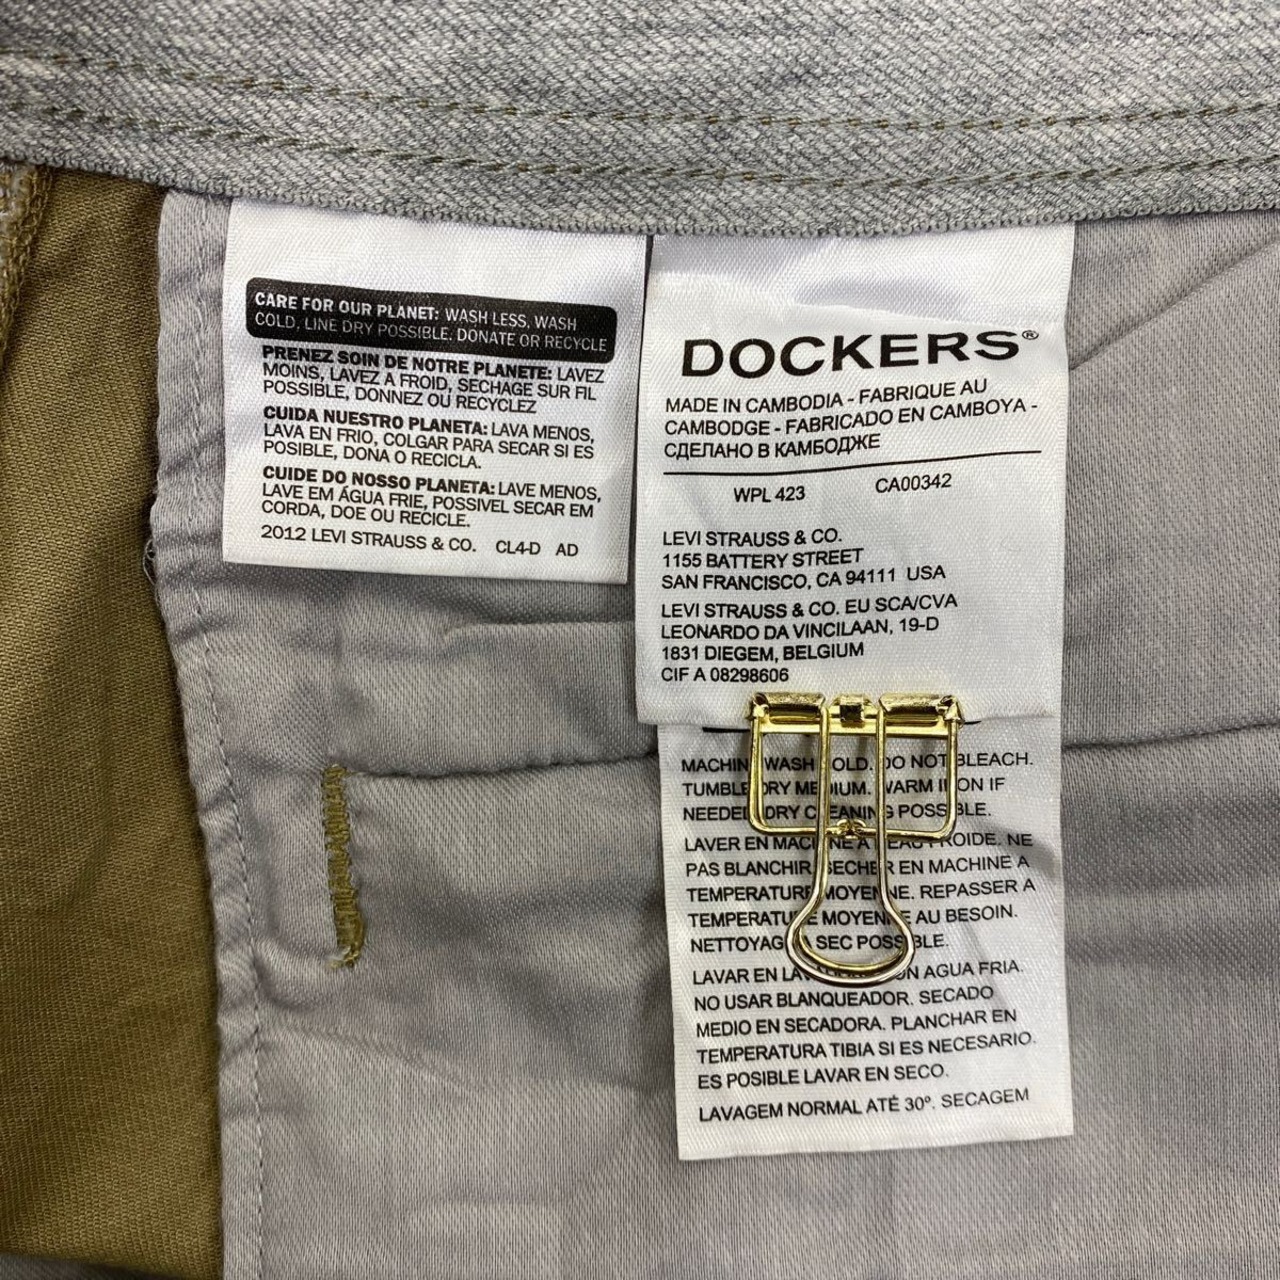 CARE FOR OUR PLANET: WASH LESS, WASH
COLD, LINE DRY POSSIBLE. DONATE OR RECYCLE
PRENEZ SOIN DE NOTRE PLANETE: LAVEZ
MOINS, LAVEZ A FROID, SECHAGE SUR FIL
POSSIBLE, DONNEZ OU RECYCLEZ
CUIDA NUESTRO PLANETA: LAVA MENOS,
LAVA EN FRIO, COLGAR PARA SECAR SI ES
POSIBLE, DONA O RECICLA.
CUIDE DO NOSSO PLANETA: LAVE MENOS,
LAVE EM ÁGUA FRIE, POSSIVEL SECAR EM
CORDA, DOE OU RECICLE.
2012 LEVI STRAUSS & CO. CL4-D AD
DOCKERS®
MADE IN CAMBODIA - FABRIQUE AU
CAMBODGE - FABRICADO EN CAMBOYA -
СДЕЛАНО В КАМБОДЖЕ
WPL 423 CA00342
LEVI STRAUSS & CO.
1155 BATTERY STREET
SAN FRANCISCO, CA 94111 USA
LEVI STRAUSS & CO. EU SCA/CVA
LEONARDO DA VINCILAAN, 19-D
1831 DIEGEM, BELGIUM
CIF A 08298606
MACHINE WASH COLD. DO NOT BLEACH.
TUMBLE DRY MEDIUM. WARM IRON IF
NEEDED. DRY CLEANING POSSIBLE.
LAVER EN MACHINE A L'EAU FROIDE. NE
PAS BLANCHIR. SECHER EN MACHINE A
TEMPERATURE MOYENNE. REPASSER A
TEMPERATURE MOYENNE AU BESOIN.
NETTOYAGE A SEC POSSIBLE.
LAVAR EN LAVADORA CON AGUA FRIA.
NO USAR BLANQUEADOR. SECADO
MEDIO EN SECADORA. PLANCHAR EN
TEMPERATURA TIBIA SI ES NECESARIO.
ES POSIBLE LAVAR EN SECO.
LAVAGEM NORMAL ATÉ 30º. SECAGEM